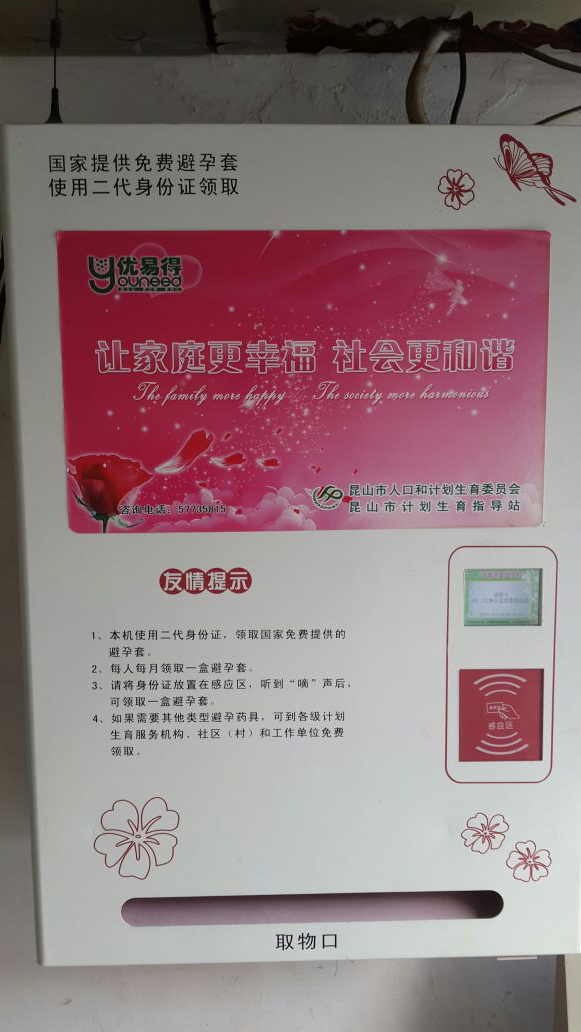 国家提供免费避孕套
使用二代身份证领取
优易得
youneed
让家庭更幸福 社会更和谐
The family more happy The society more harmonious
昆山市人口和计划生育委员会
咨询电话：57735815
昆山市计划生育指导站
友情提示
1、本机使用二代身份证，领取国家免费提供的
避孕套。
2、每人每月领取一盒避孕套。
3、请将身份证放置在感应区，听到“嘀”声后，
可领取一盒避孕套。
4、如果需要其他类型避孕药具，可到各级计划
生育服务机构、社区（村）和工作单位免费
领取。
感应区
取物口